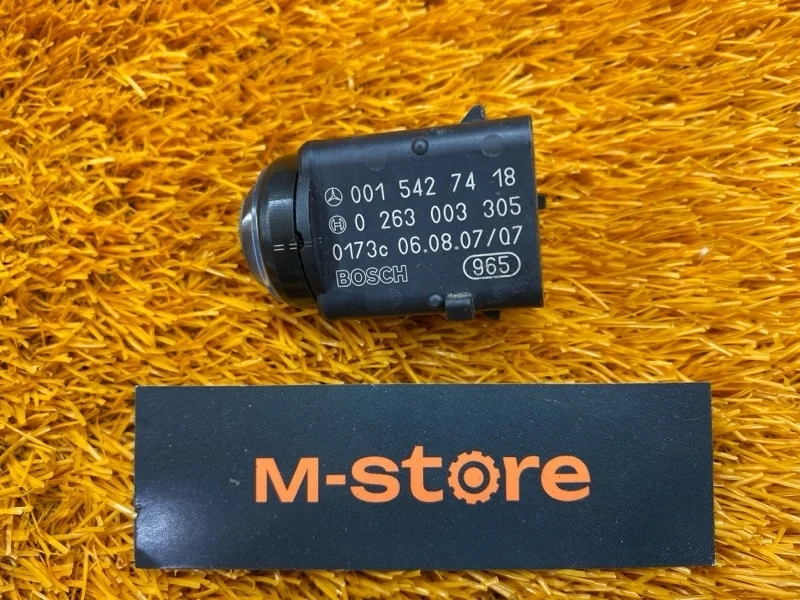 001 542 74 18
0 263 003 305
0173c 06.08.07/07
BOSCH 965
M-store